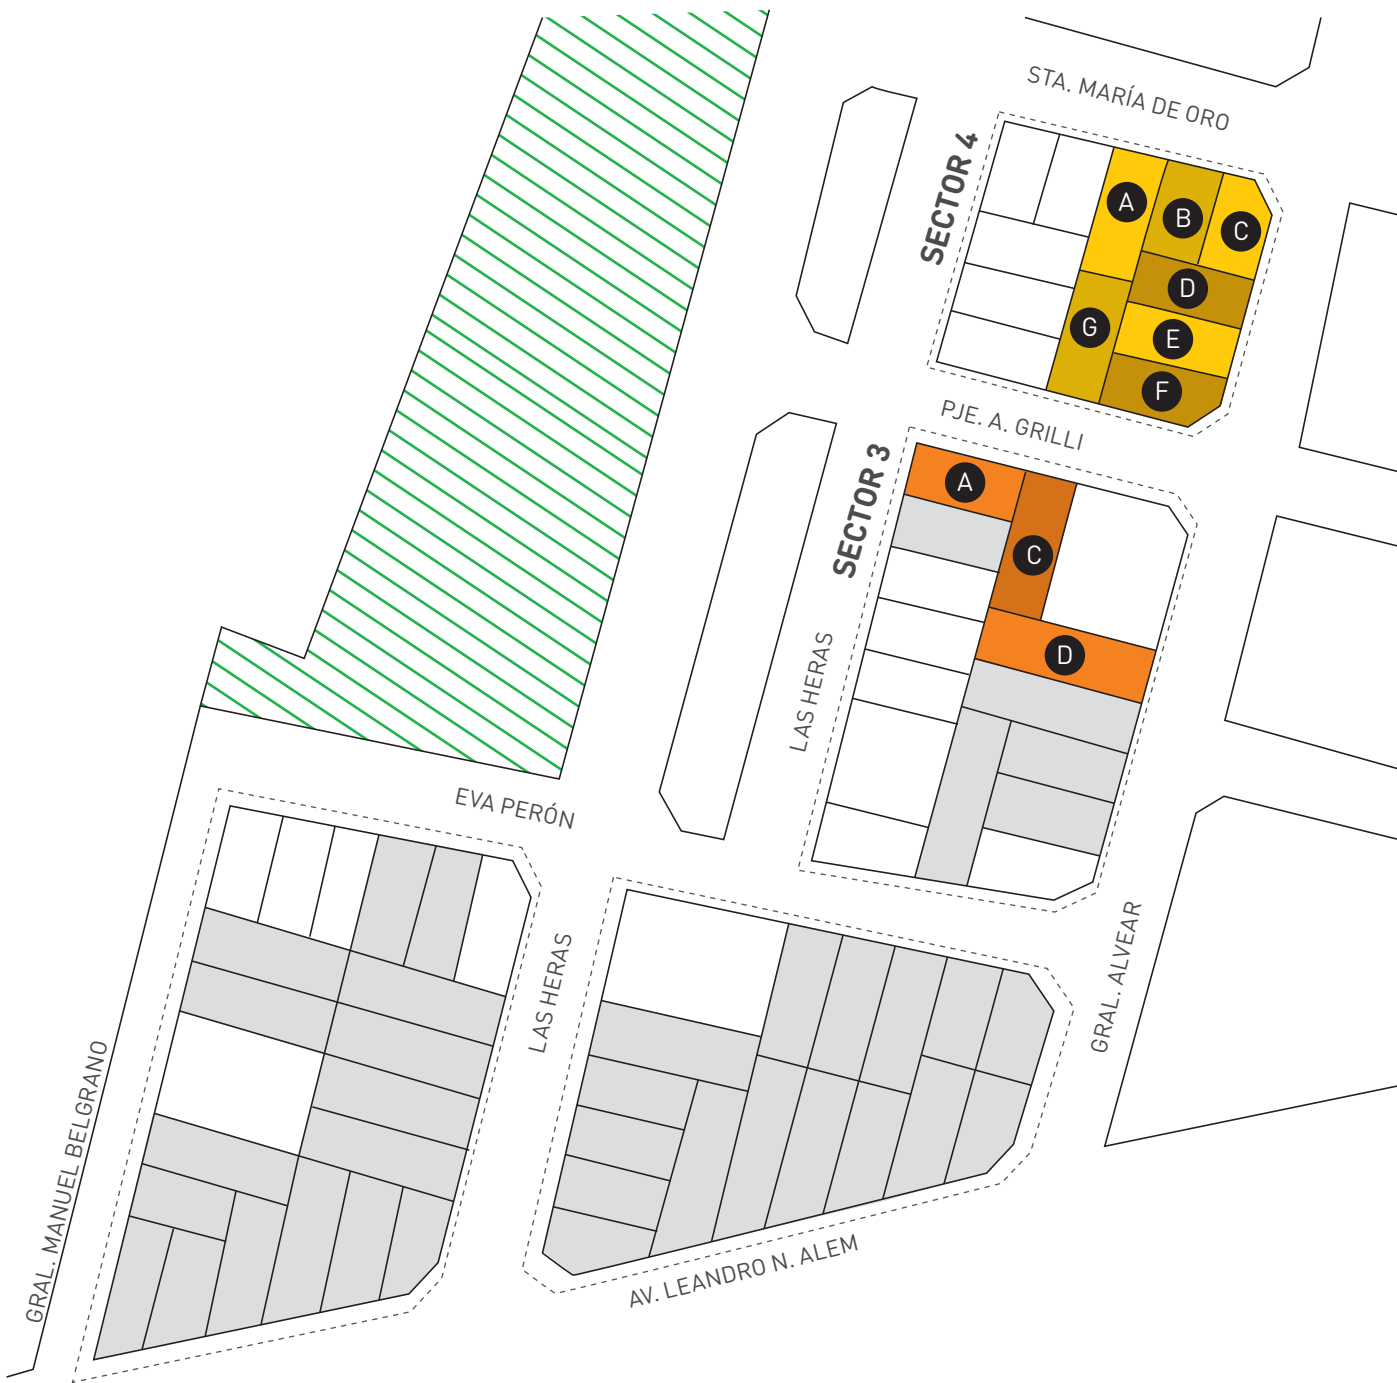 STA. MARÍA DE ORO
SECTOR 4
A
B
C
D
E
F
G
PJE. A. GRILLI
SECTOR 3
A
C
D
LAS HERAS
EVA PERÓN
LAS HERAS
GRAL. ALVEAR
GRAL. MANUEL BELGRANO
AV. LEANDRO N. ALEM